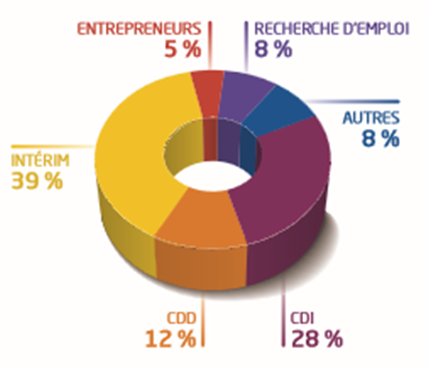 ENTREPRENEURS
5 %
RECHERCHE D'EMPLOI
8 %
AUTRES
8 %
INTÉRIM
39 %
CDD
12 %
CDI
28 %